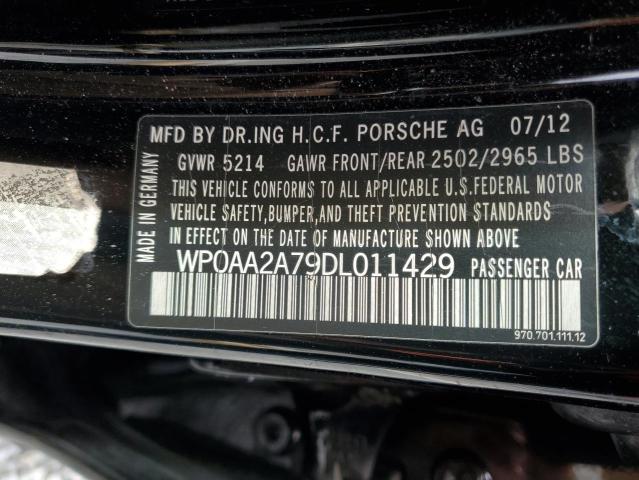 MFD BY DR.ING H.C.F. PORSCHE AG 07/12
GVWR 5214 GAWR FRONT/REAR 2502/2965 LBS
THIS VEHICLE CONFORMS TO ALL APPLICABLE U.S.FEDERAL MOTOR
VEHICLE SAFETY,BUMPER,AND THEFT PREVENTION STANDARDS
IN EFFECT ON THE DATE OF MANUFACTURE SHOWN ABOVE.
WP0AA2A79DL011429 PASSENGER CAR
970.701.111.12
MADE IN GERMANY